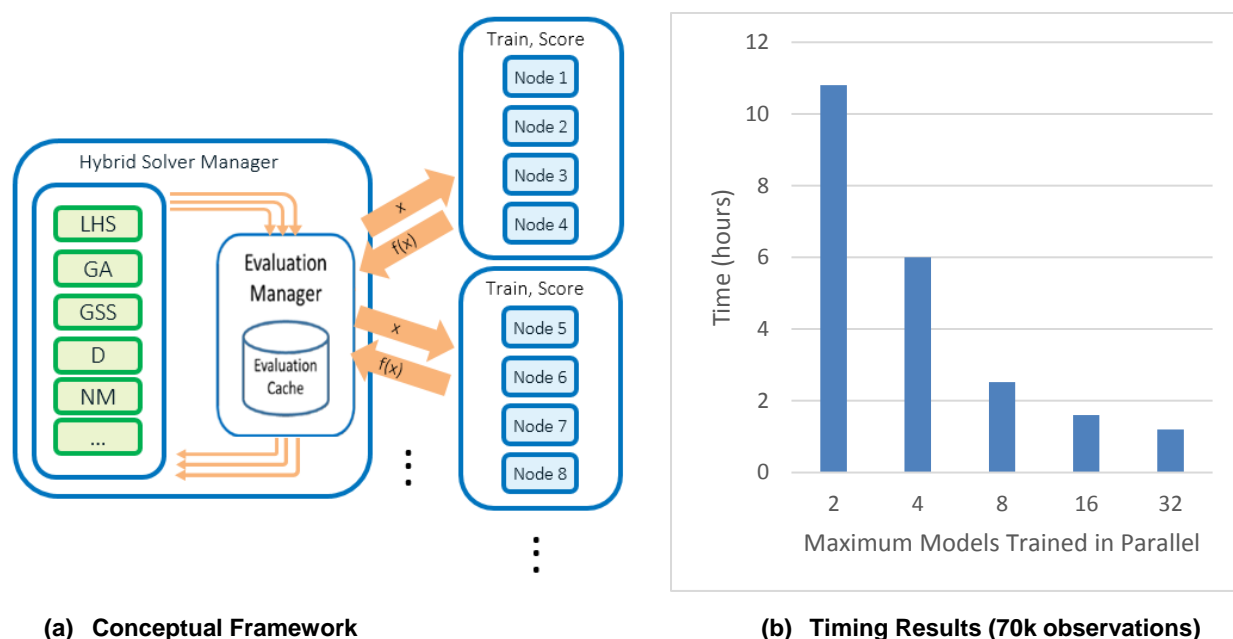 Hybrid Solver Manager
LHS
GA
GSS
D
NM
...
Evaluation
Manager
Evaluation
Cache
x
f(x)
x
f(x)
Train, Score
Node 1
Node 2
Node 3
Node 4
Train, Score
Node 5
Node 6
Node 7
Node 8
(a) Conceptual Framework
Time (hours)
12
10
8
6
4
2
0
2 4 8 16 32
Maximum Models Trained in Parallel
(b) Timing Results (70k observations)